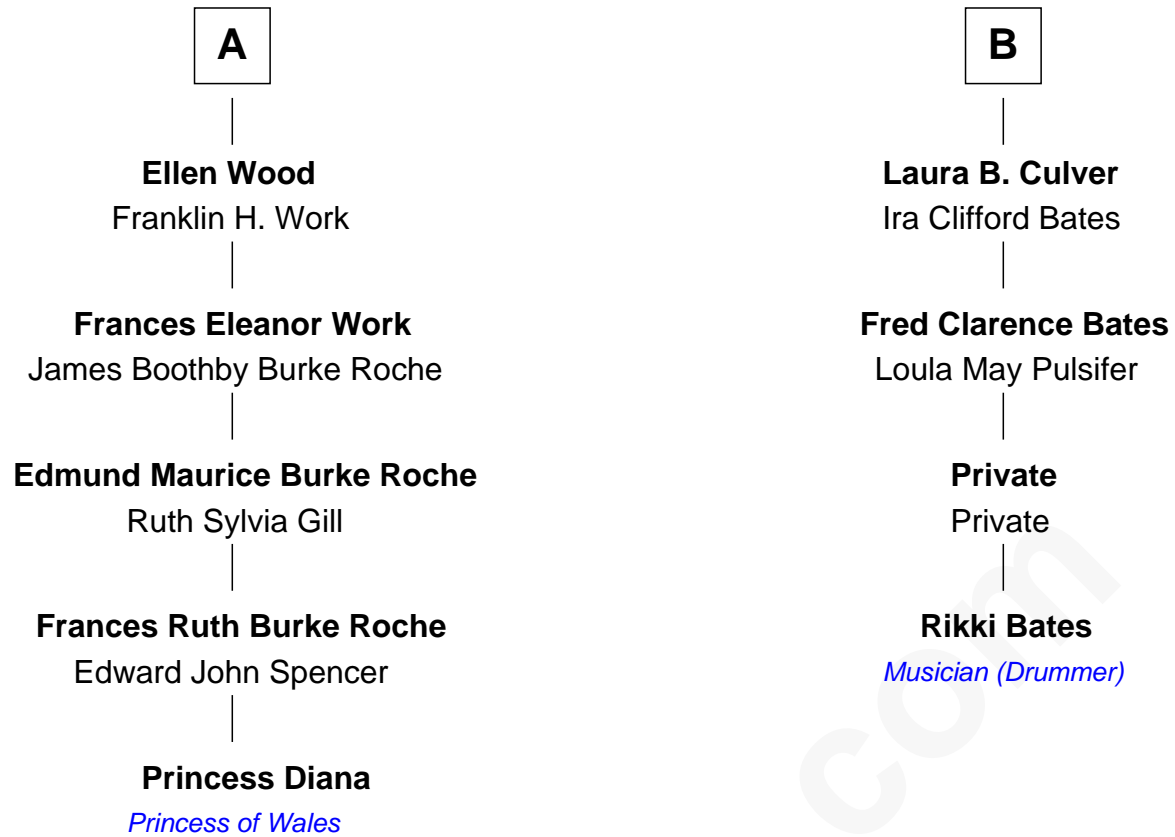 A
Ellen Wood
Franklin H. Work
Frances Eleanor Work
James Boothby Burke Roche
Edmund Maurice Burke Roche
Ruth Sylvia Gill
Frances Ruth Burke Roche
Edward John Spencer
Princess Diana
Princess of Wales
B
Laura B. Culver
Ira Clifford Bates
Fred Clarence Bates
Loula May Pulsifer
Private
Private
Rikki Bates
Musician (Drummer)
com